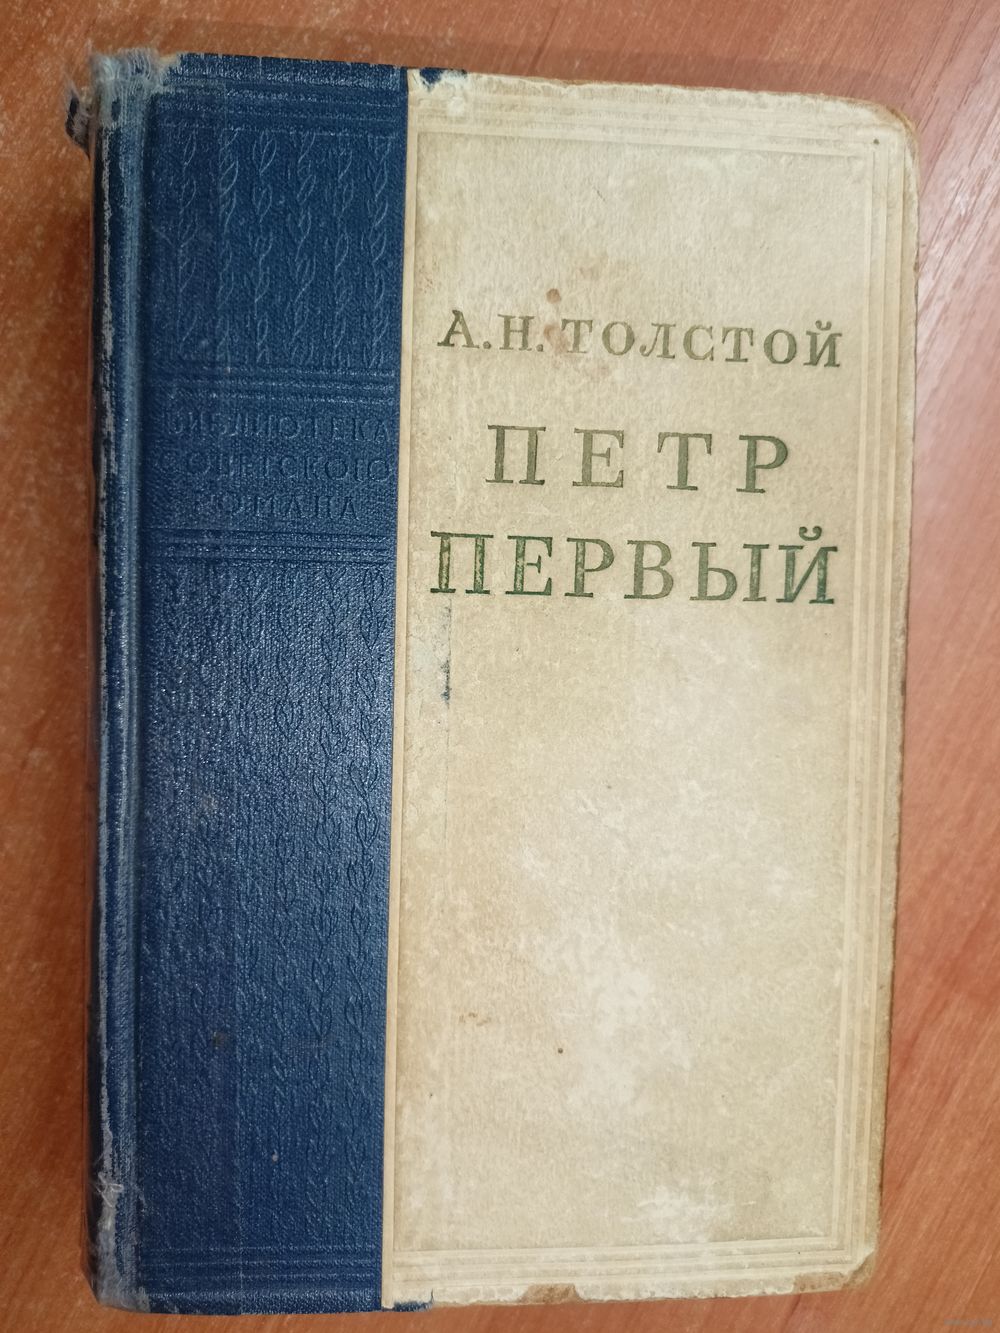 А.Н. ТОЛСТОЙ
ПЕТР
ПЕРВЫЙ
БИБЛИОТЕКА
СОВЕТСКОГО
РОМАНА